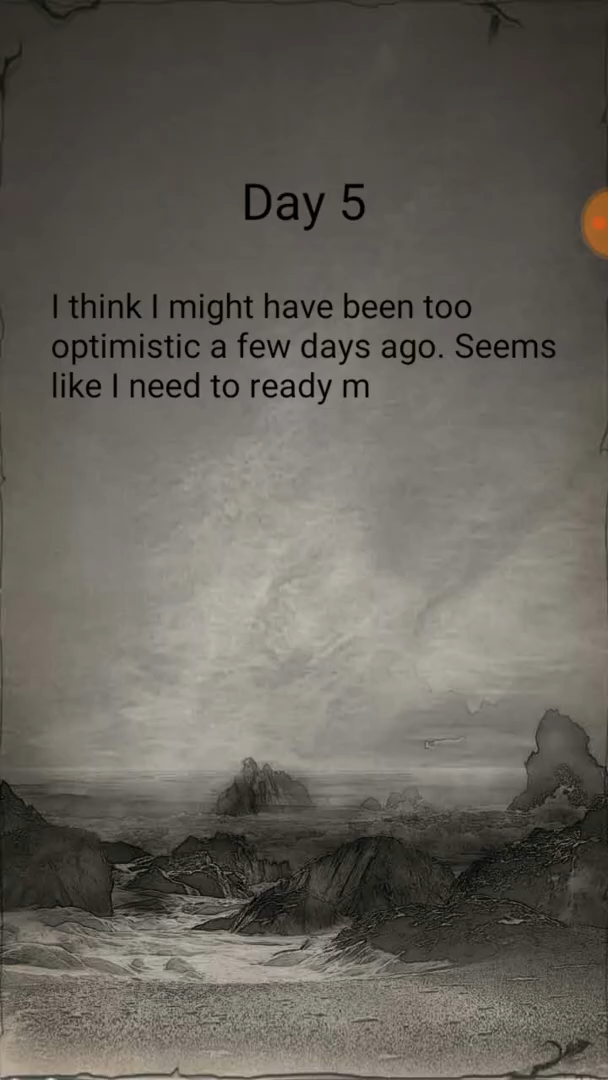 Day 5
I think I might have been too
optimistic a few days ago. Seems
like I need to ready m